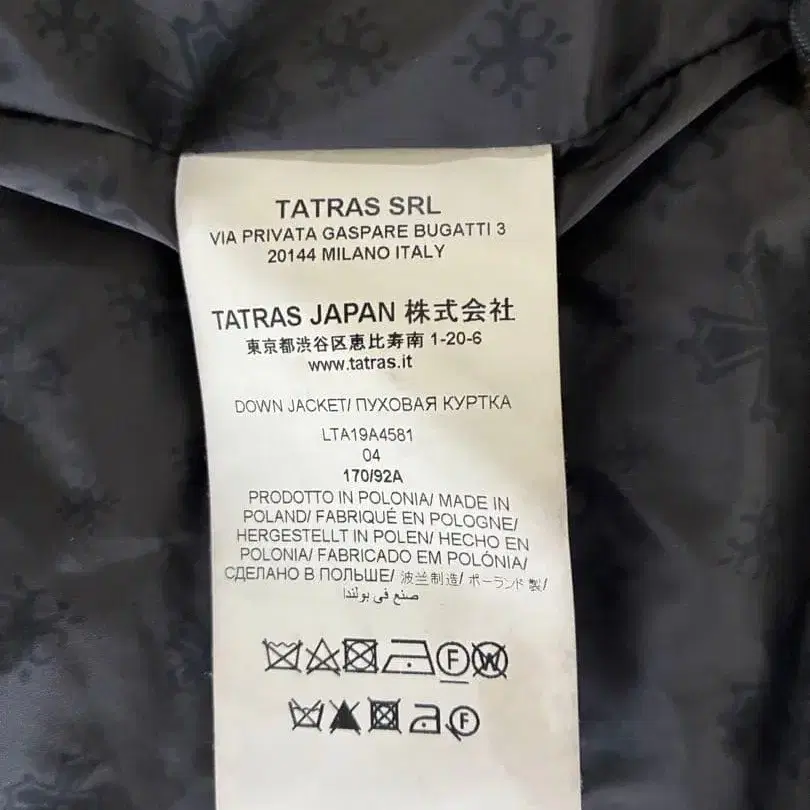 TATRAS SRL
VIA PRIVATA GASPARE BUGATTI 3
20144 MILANO ITALY
TATRAS JAPAN 株式会社
東京都渋谷区恵比寿南 1-20-6
www.tatras.it
DOWN JACKET/ ПУХОВАЯ КУРТКА
LTA19A4581
04
170/92A
PRODOTTO IN POLONIA/ MADE IN
POLAND/ FABRIQUÉ EN POLOGNE/
HERGESTELLT IN POLEN/ HECHO EN
POLONIA/ FABRICADO EM POLÓNIA/
СДЕЛАНО В ПОЛЬШЕ/ 波兰制造/ ポーランド 製/
صنع في بولندا
F W
F